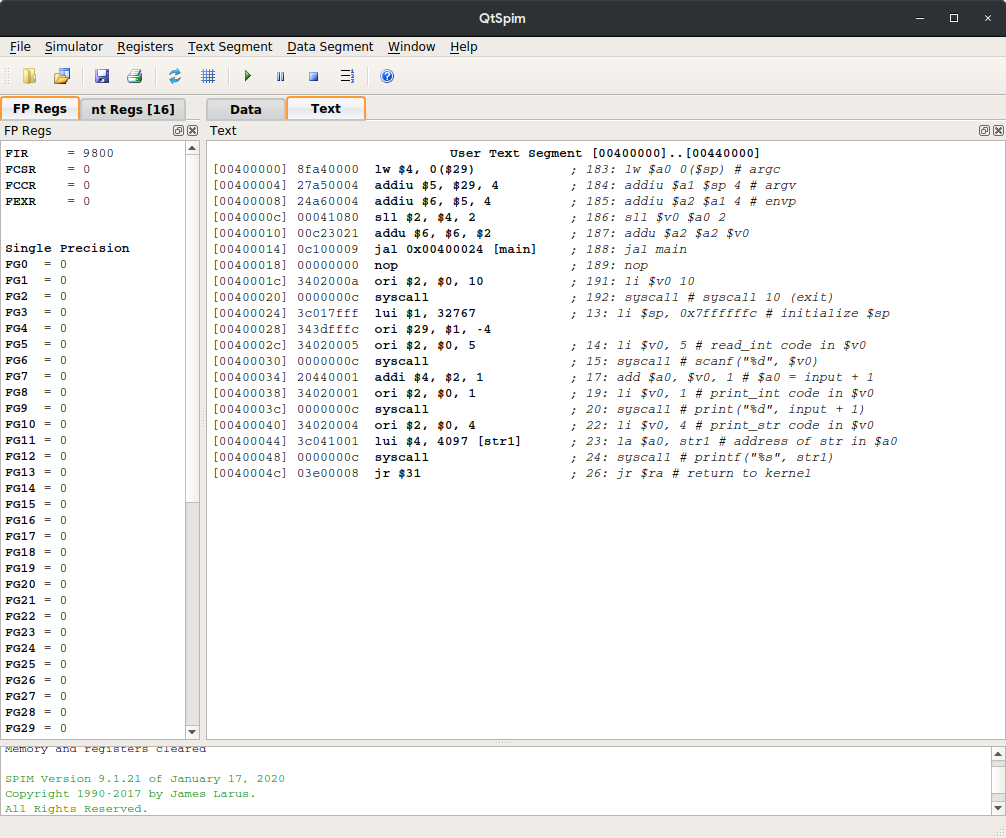 QtSpim
File Simulator Registers Text Segment Data Segment Window Help
FP Regs nt Regs [16] Data Text
FP Regs
FIR = 9800
FCSR = 0
FCCR = 0
FEXR = 0
Single Precision
FG0 = 0
FG1 = 0
FG2 = 0
FG3 = 0
FG4 = 0
FG5 = 0
FG6 = 0
FG7 = 0
FG8 = 0
FG9 = 0
FG10 = 0
FG11 = 0
FG12 = 0
FG13 = 0
FG14 = 0
FG15 = 0
FG16 = 0
FG17 = 0
FG18 = 0
FG19 = 0
FG20 = 0
FG21 = 0
FG22 = 0
FG23 = 0
FG24 = 0
FG25 = 0
FG26 = 0
FG27 = 0
FG28 = 0
FG29 = 0
Text
User Text Segment [00400000]..[00440000]
[00400000] 8fa40000 lw $4, 0($29) ; 183: lw $a0 0($sp) # argc
[00400004] 27a50004 addiu $5, $29, 4 ; 184: addiu $a1 $sp 4 # argv
[00400008] 24a60004 addiu $6, $5, 4 ; 185: addiu $a2 $a1 4 # envp
[0040000c] 00041080 sll $2, $4, 2 ; 186: sll $v0 $a0 2
[00400010] 00c23021 addu $6, $6, $2 ; 187: addu $a2 $a2 $v0
[00400014] 0c100009 jal 0x00400024 [main] ; 188: jal main
[00400018] 00000000 nop ; 189: nop
[0040001c] 3402000a ori $2, $0, 10 ; 191: li $v0 10
[00400020] 0000000c syscall ; 192: syscall # syscall 10 (exit)
[00400024] 3c017fff lui $1, 32767 ; 13: li $sp, 0x7ffffffc # initialize $sp
[00400028] 343dfffc ori $29, $1, -4
[0040002c] 34020005 ori $2, $0, 5 ; 14: li $v0, 5 # read_int code in $v0
[00400030] 0000000c syscall ; 15: syscall # scanf("%d", $v0)
[00400034] 20440001 addi $4, $2, 1 ; 17: add $a0, $v0, 1 # $a0 = input + 1
[00400038] 34020001 ori $2, $0, 1 ; 19: li $v0, 1 # print_int code in $v0
[0040003c] 0000000c syscall ; 20: syscall # print("%d", input + 1)
[00400040] 34020004 ori $2, $0, 4 ; 22: li $v0, 4 # print_str code in $v0
[00400044] 3c041001 lui $4, 4097 [str1] ; 23: la $a0, str1 # address of str in $a0
[00400048] 0000000c syscall ; 24: syscall # printf("%s", str1)
[0040004c] 03e00008 jr $31 ; 26: jr $ra # return to kernel
Memory and registers cleared
SPIM Version 9.1.21 of January 17, 2020
Copyright 1990-2017 by James Larus.
All Rights Reserved.